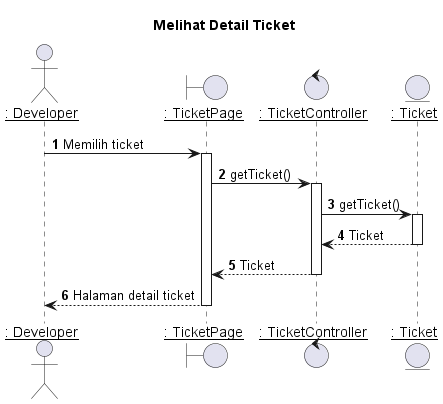 Melihat Detail Ticket
: Developer : TicketPage : TicketController : Ticket
1 Memilih ticket
2 getTicket()
3 getTicket()
4 Ticket
5 Ticket
6 Halaman detail ticket
: Developer : TicketPage : TicketController : Ticket